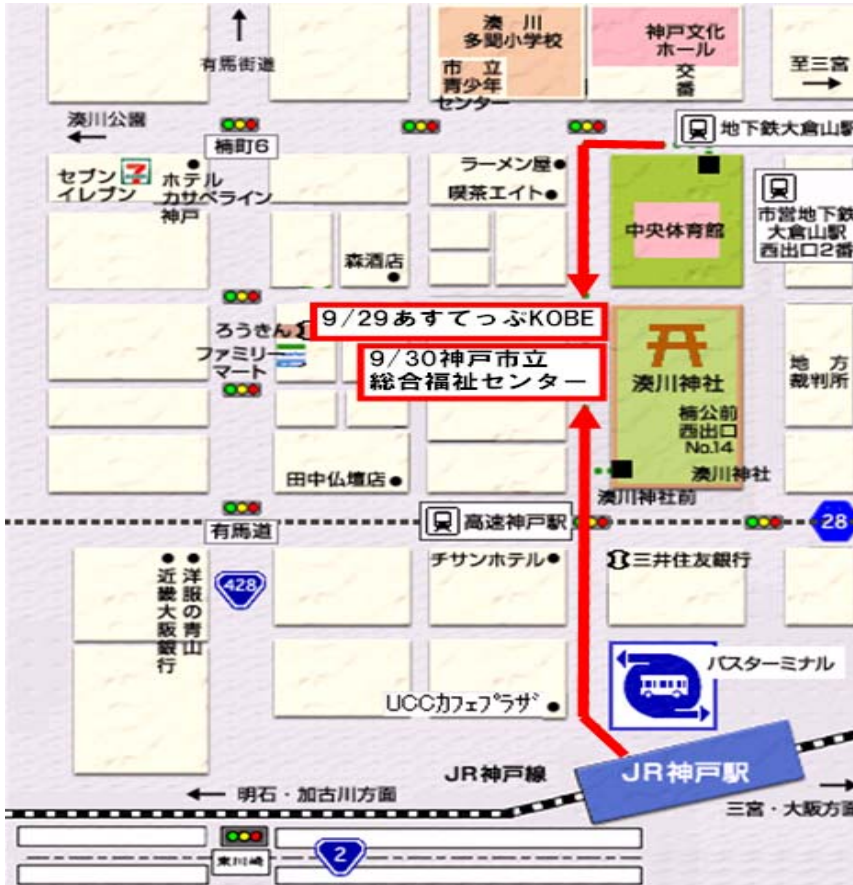 湊川
多聞小学校
神戸文化
ホール
有馬街道
市立
青少年
センター
交
番
至三宮
湊川公園
楠町6
地下鉄大倉山駅
セブン
イレブン
7
ホテル
カサベライン
神戸
ラーメン屋
喫茶エイト
中央体育館
市営地下鉄
大倉山駅
西出口2番
森酒店
ろうきん
9/29あすてっぷKOBE
ファミリー
マート
9/30神戸市立
総合福祉センター
湊川神社
地方
裁判所
楠公前
西出口
No.14
田中仏壇店
湊川神社
湊川神社前
有馬道
高速神戸駅
28
近畿大阪銀行
洋服の青山
428
チサンホテル
三井住友銀行
バスターミナル
UCCカフェプラザ
JR神戸線
JR神戸駅
明石・加古川方面
三宮・大阪方面
東川崎
2